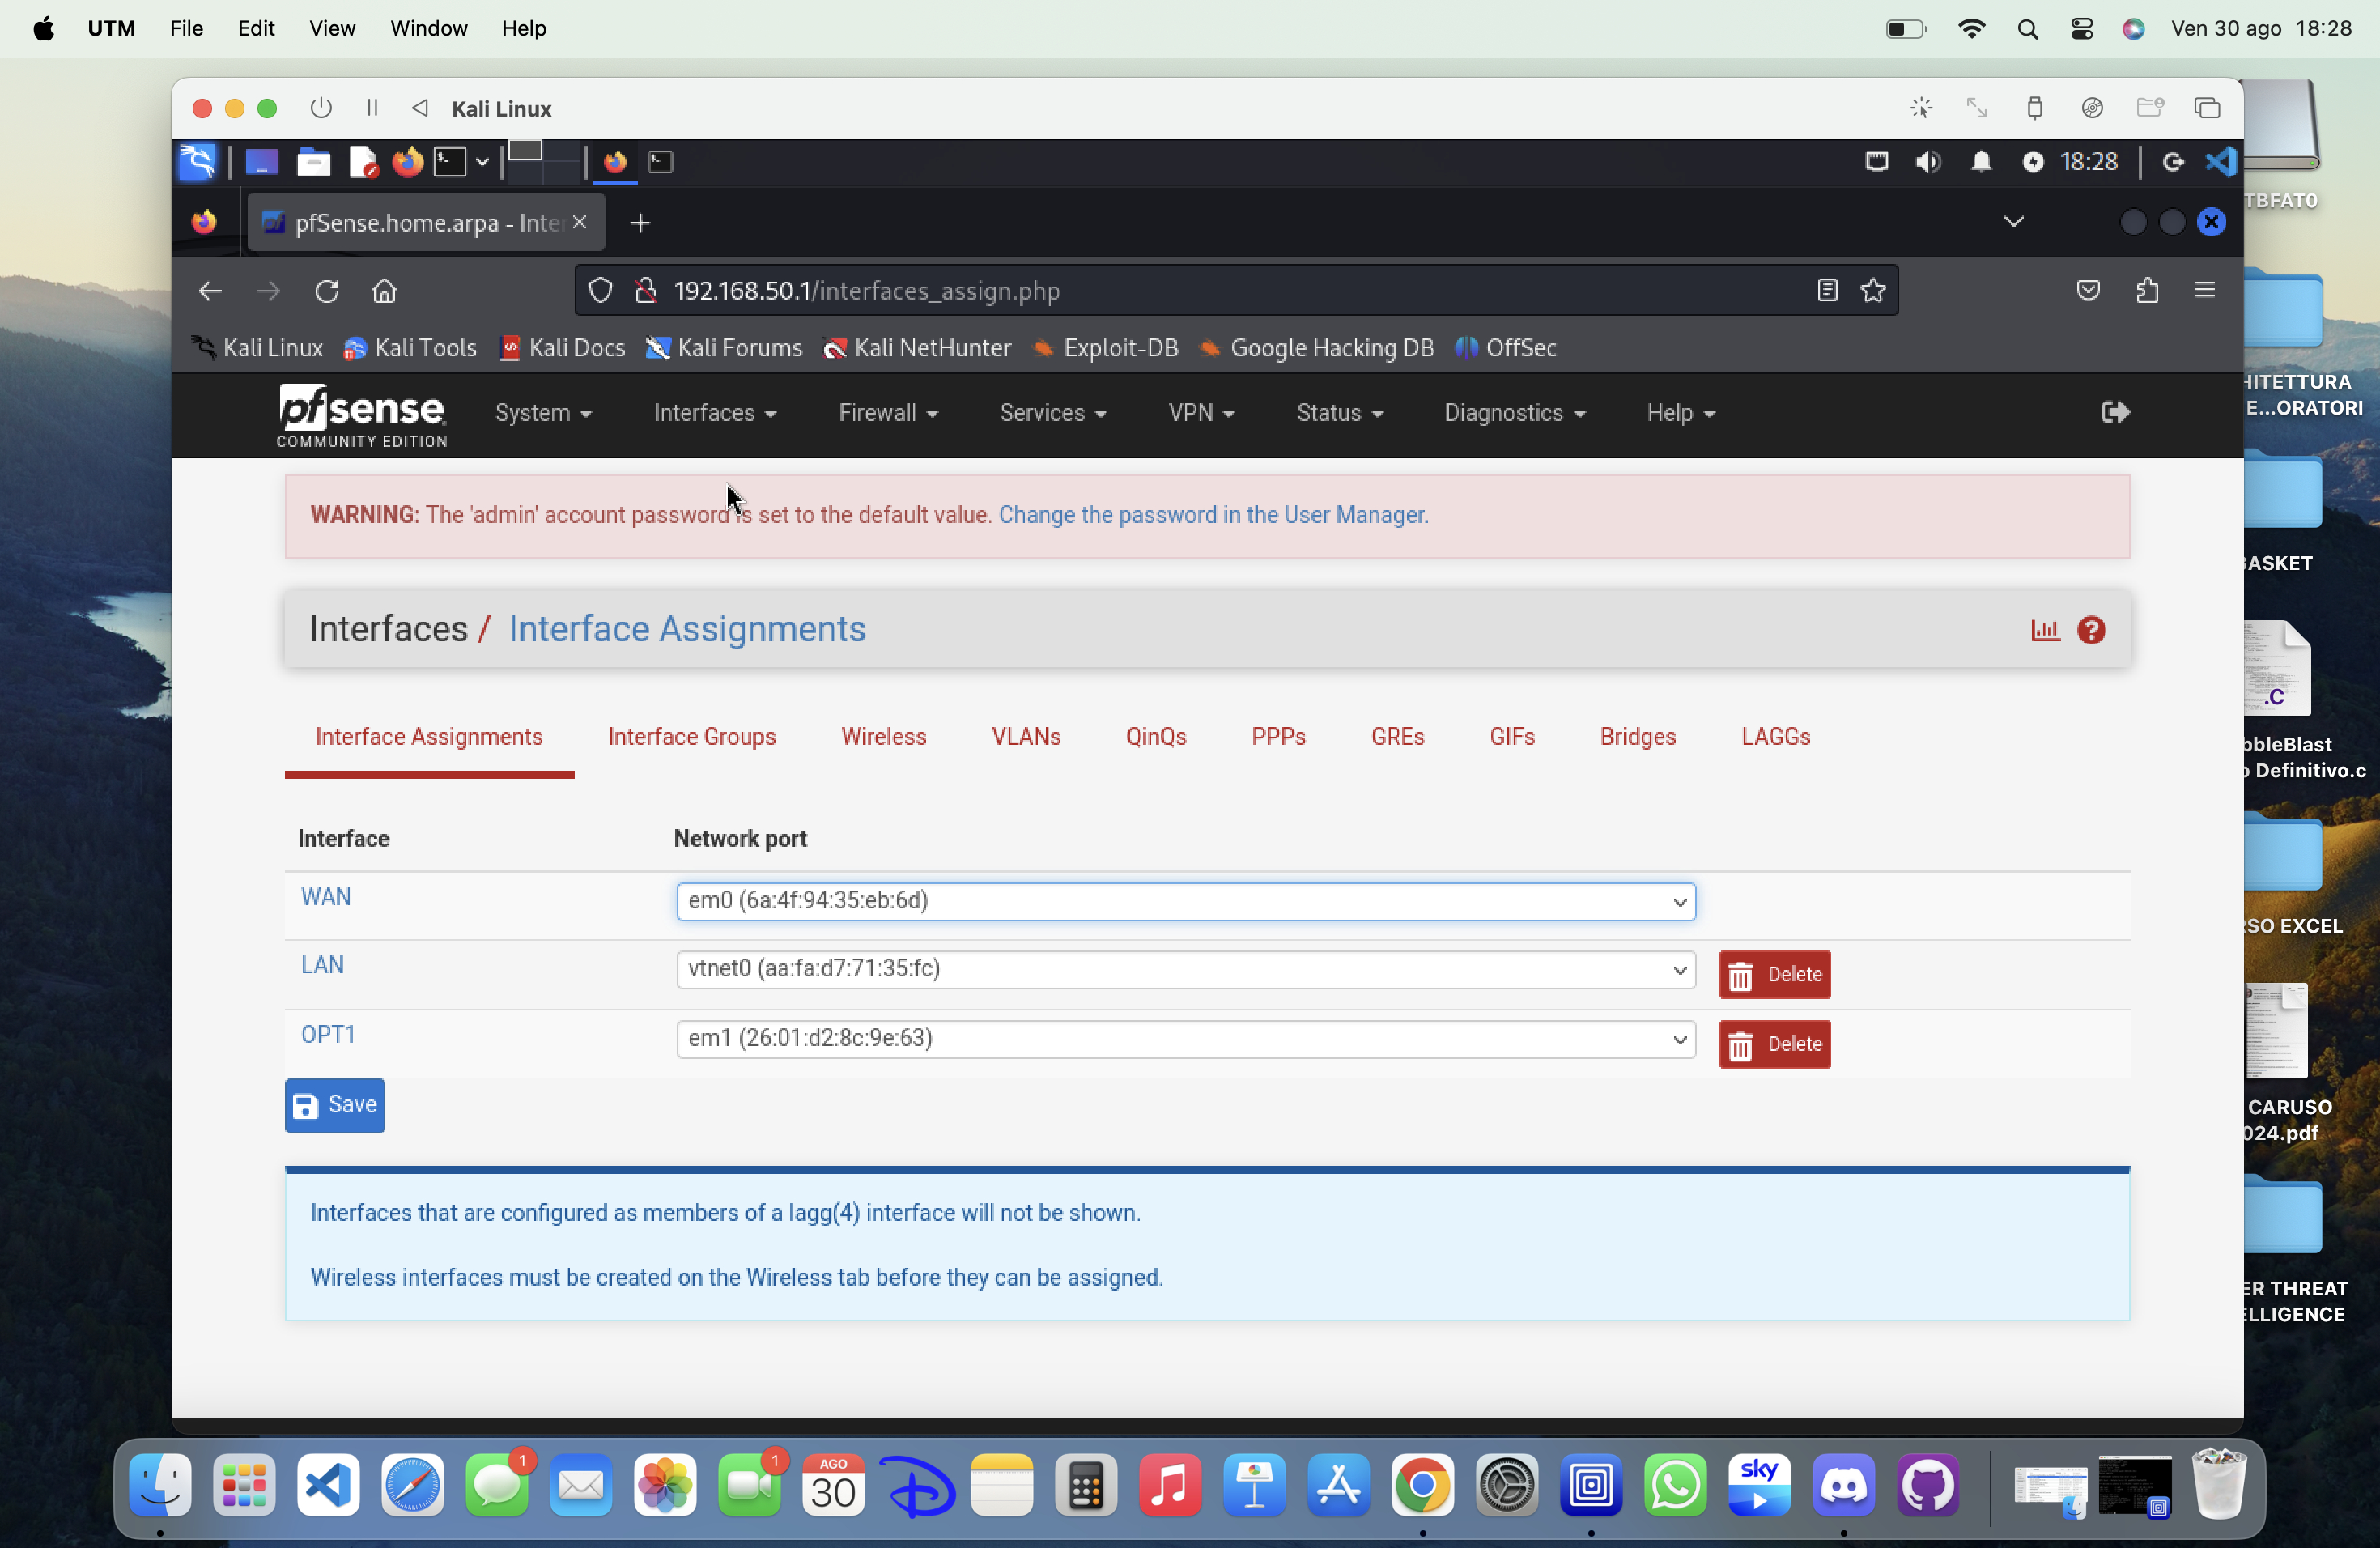 UTM File Edit View Window Help Ven 30 ago 18:28
Kali Linux
18:28
pfSense.home.arpa - Inte
192.168.50.1/interfaces_assign.php
Kali Linux Kali Tools Kali Docs Kali Forums Kali NetHunter Exploit-DB Google Hacking DB OffSec
pfsense
COMMUNITY EDITION
System Interfaces Firewall Services VPN Status Diagnostics Help
WARNING: The 'admin' account password is set to the default value. Change the password in the User Manager.
Interfaces / Interface Assignments
Interface Assignments Interface Groups Wireless VLANs QinQs PPPs GREs GIFs Bridges LAGGs
Interface Network port
WAN em0 (6a:4f:94:35:eb:6d)
LAN vtnet0 (aa:fa:d7:71:35:fc) Delete
OPT1 em1 (26:01:d2:8c:9e:63) Delete
Save
Interfaces that are configured as members of a lagg(4) interface will not be shown.
Wireless interfaces must be created on the Wireless tab before they can be assigned.
TBFAT0
HITETTURA
E...ORATORI
BASKET
.C
bbleBlast
o Definitivo.c
RSO EXCEL
CARUSO
024.pdf
ER THREAT
ELLIGENCE
1
1
AGO
30
sky